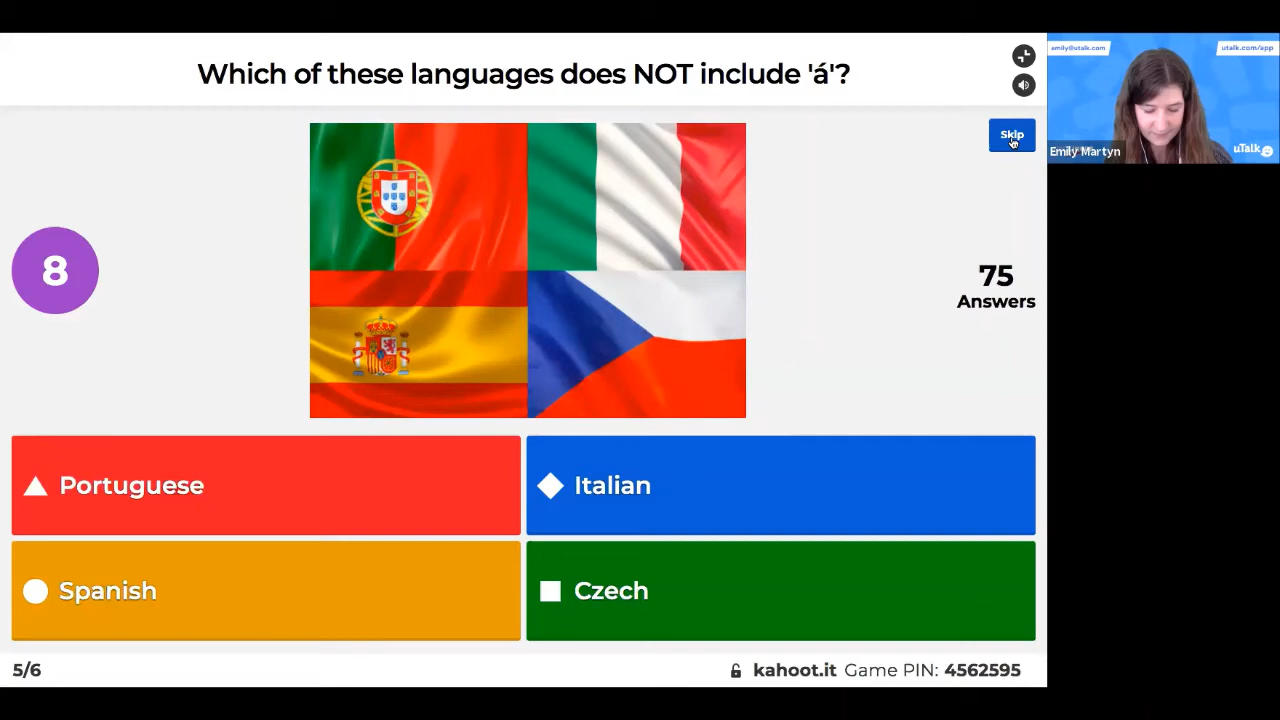 Which of these languages does NOT include 'á'?
Skip
emily@utalk.com
utalk.com/app
Emily Martyn
uTalk
8
75
Answers
Portuguese
Italian
Spanish
Czech
5/6
kahoot.it Game PIN: 4562595